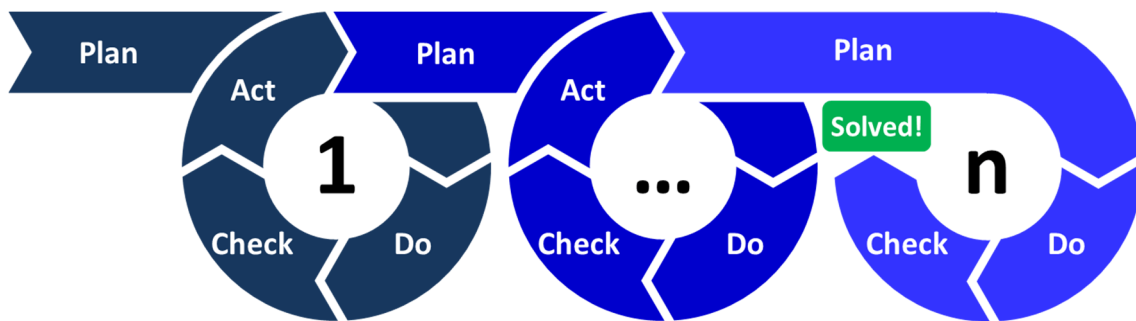 Plan
Plan
Plan
Act
Act
Solved!
1
...
n
Check
Do
Check
Do
Check
Do